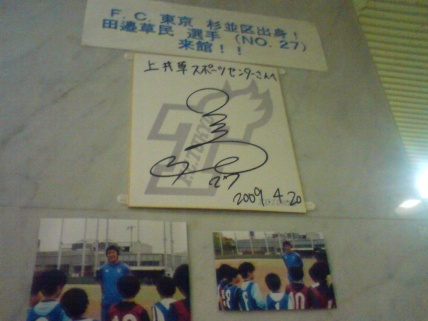 F．C．東京　杉並区出身！
田邉草民　選手　（NO．27）
来館！！
上井草スポーツセンターさんへ
27
2009 4.20